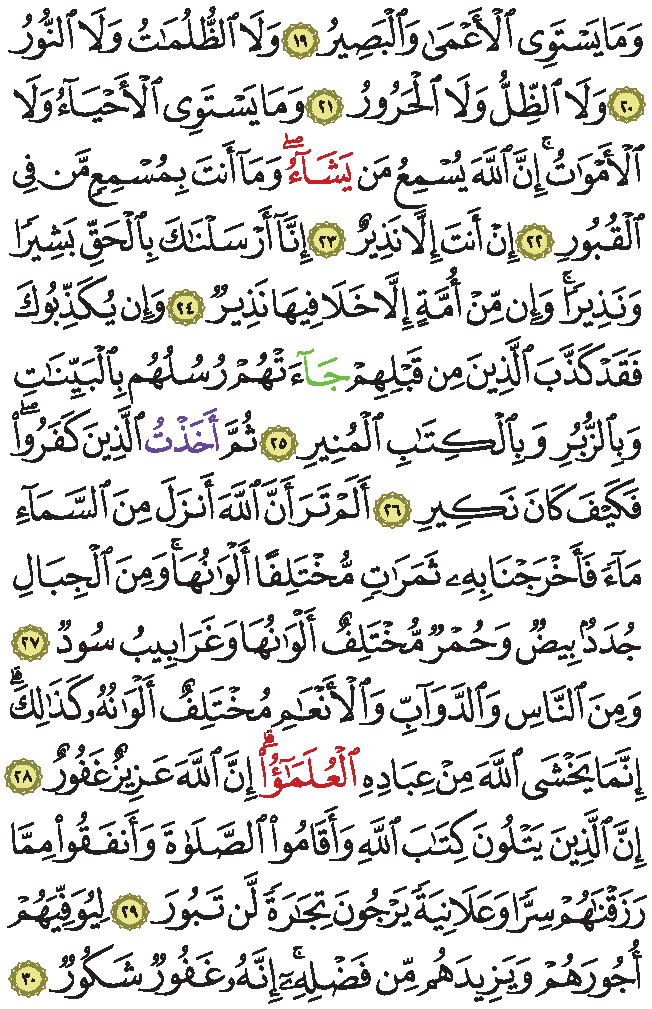 وَمَا يَسْتَوِى ٱلْأَعْمَىٰ وَٱلْبَصِيرُ ١٩ وَلَا ٱلظُّلُمَٰتُ وَلَا ٱلنُّورُ
٢٠ وَلَا ٱلظِّلُّ وَلَا ٱلْحَرُورُ ٢١ وَمَا يَسْتَوِى ٱلْأَحْيَآءُ وَلَا
ٱلْأَمْوَٰتُ ۚ إِنَّ ٱللَّهَ يُسْمِعُ مَن يَشَآءُ ۖ وَمَآ أَنتَ بِمُسْمِعٍ مَّن فِى
ٱلْقُبُورِ ٢٢ إِنْ أَنتَ إِلَّا نَذِيرٌ ٢٣ إِنَّآ أَرْسَلْنَٰكَ بِٱلْحَقِّ بَشِيرًا
وَنَذِيرًا ۚ وَإِن مِّنْ أُمَّةٍ إِلَّا خَلَا فِيهَا نَذِيرٌ ٢٤ وَإِن يُكَذِّبُوكَ
فَقَدْ كَذَّبَ ٱلَّذِينَ مِن قَبْلِهِمْ جَآءَتْهُمْ رُسُلُهُم بِٱلْبَيِّنَٰتِ
وَبِٱلزُّبُرِ وَبِٱلْكِتَٰبِ ٱلْمُنِيرِ ٢٥ ثُمَّ أَخَذْتُ ٱلَّذِينَ كَفَرُوا۟ ۖ
فَكَيْفَ كَانَ نَكِيرِ ٢٦ أَلَمْ تَرَ أَنَّ ٱللَّهَ أَنزَلَ مِنَ ٱلسَّمَآءِ
مَآءً فَأَخْرَجْنَا بِهِۦ ثَمَرَٰتٍ مُّخْتَلِفًا أَلْوَٰنُهَا ۚ وَمِنَ ٱلْجِبَالِ
جُدَدٌۢ بِيضٌ وَحُمْرٌ مُّخْتَلِفٌ أَلْوَٰنُهَا وَغَرَابِيبُ سُودٌ ٢٧
وَمِنَ ٱلنَّاسِ وَٱلدَّوَآبِّ وَٱلْأَنْعَٰمِ مُخْتَلِفٌ أَلْوَٰنُهُۥ كَذَٰلِكَ ۗ
إِنَّمَا يَخْشَى ٱللَّهَ مِنْ عِبَادِهِ ٱلْعُلَمَٰٓؤُا۟ ۗ إِنَّ ٱللَّهَ عَزِيزٌ غَفُورٌ ٢٨
إِنَّ ٱلَّذِينَ يَتْلُونَ كِتَٰبَ ٱللَّهِ وَأَقَامُوا۟ ٱلصَّلَوٰةَ وَأَنفَقُوا۟ مِمَّا
رَزَقْنَٰهُمْ سِرًّا وَعَلَانِيَةً يَرْجُونَ تِجَٰرَةً لَّن تَبُورَ ٢٩ لِيُوَفِّيَهُمْ
أُجُورَهُمْ وَيَزِيدَهُم مِّن فَضْلِهِۦٓ ۚ إِنَّهُۥ غَفُورٌ شَكُورٌ ٣٠